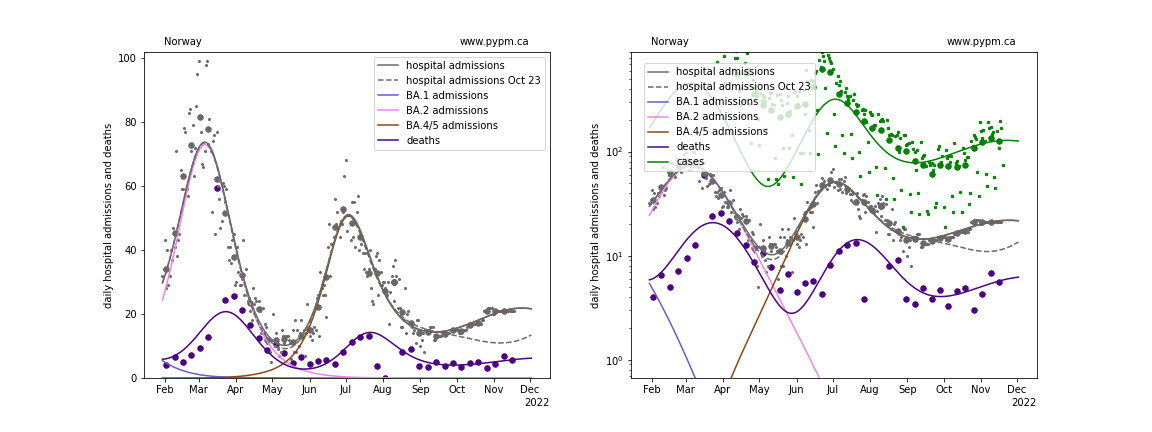 Norway www.pypm.ca
daily hospital admissions and deaths
100
80
60
40
20
0
hospital admissions
hospital admissions Oct 23
BA.1 admissions
BA.2 admissions
BA.4/5 admissions
deaths
Feb Mar Apr May Jun Jul Aug Sep Oct Nov Dec
2022
Norway www.pypm.ca
daily hospital admissions and deaths
10²
10¹
10⁰
hospital admissions
hospital admissions Oct 23
BA.1 admissions
BA.2 admissions
BA.4/5 admissions
deaths
cases
Feb Mar Apr May Jun Jul Aug Sep Oct Nov Dec
2022